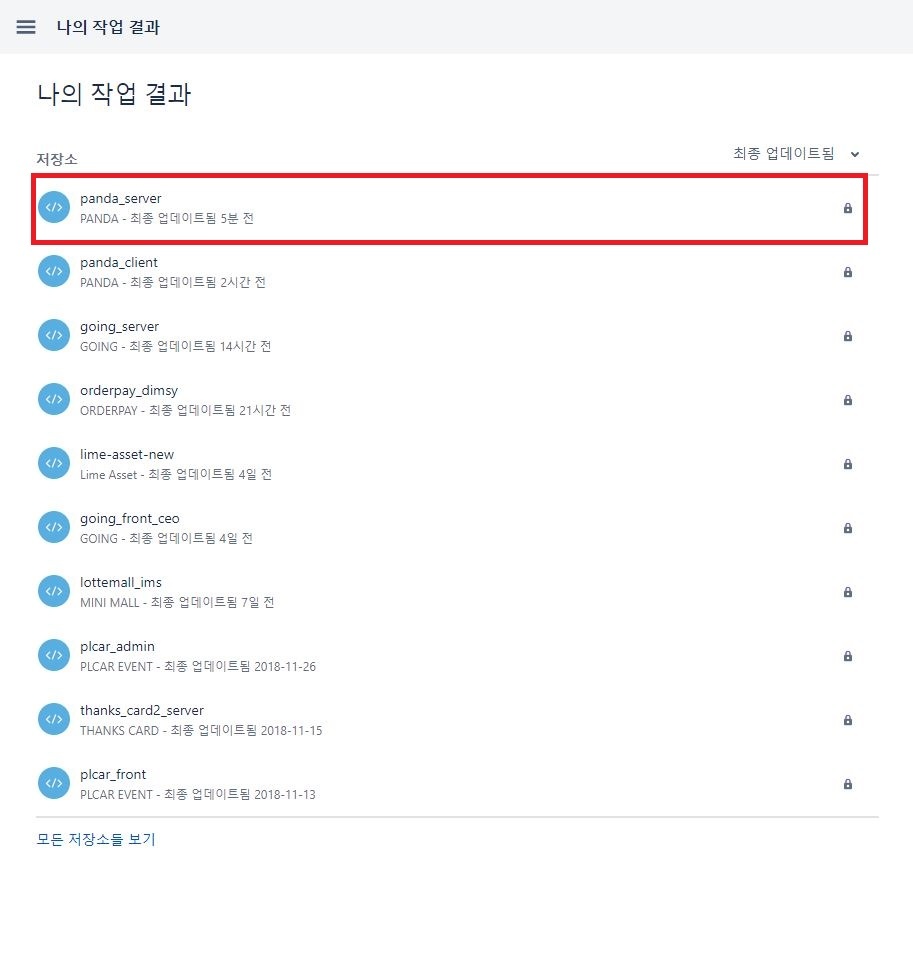 나의 작업 결과
나의 작업 결과
저장소
최종 업데이트됨
panda_server
PANDA - 최종 업데이트됨 5분 전
panda_client
PANDA - 최종 업데이트됨 2시간 전
going_server
GOING - 최종 업데이트됨 14시간 전
orderpay_dimsy
ORDERPAY - 최종 업데이트됨 21시간 전
lime-asset-new
Lime Asset - 최종 업데이트됨 4일 전
going_front_ceo
GOING - 최종 업데이트됨 4일 전
lottemall_ims
MINI MALL - 최종 업데이트됨 7일 전
plcar_admin
PLCAR EVENT - 최종 업데이트됨 2018-11-26
thanks_card2_server
THANKS CARD - 최종 업데이트됨 2018-11-15
plcar_front
PLCAR EVENT - 최종 업데이트됨 2018-11-13
모든 저장소들 보기